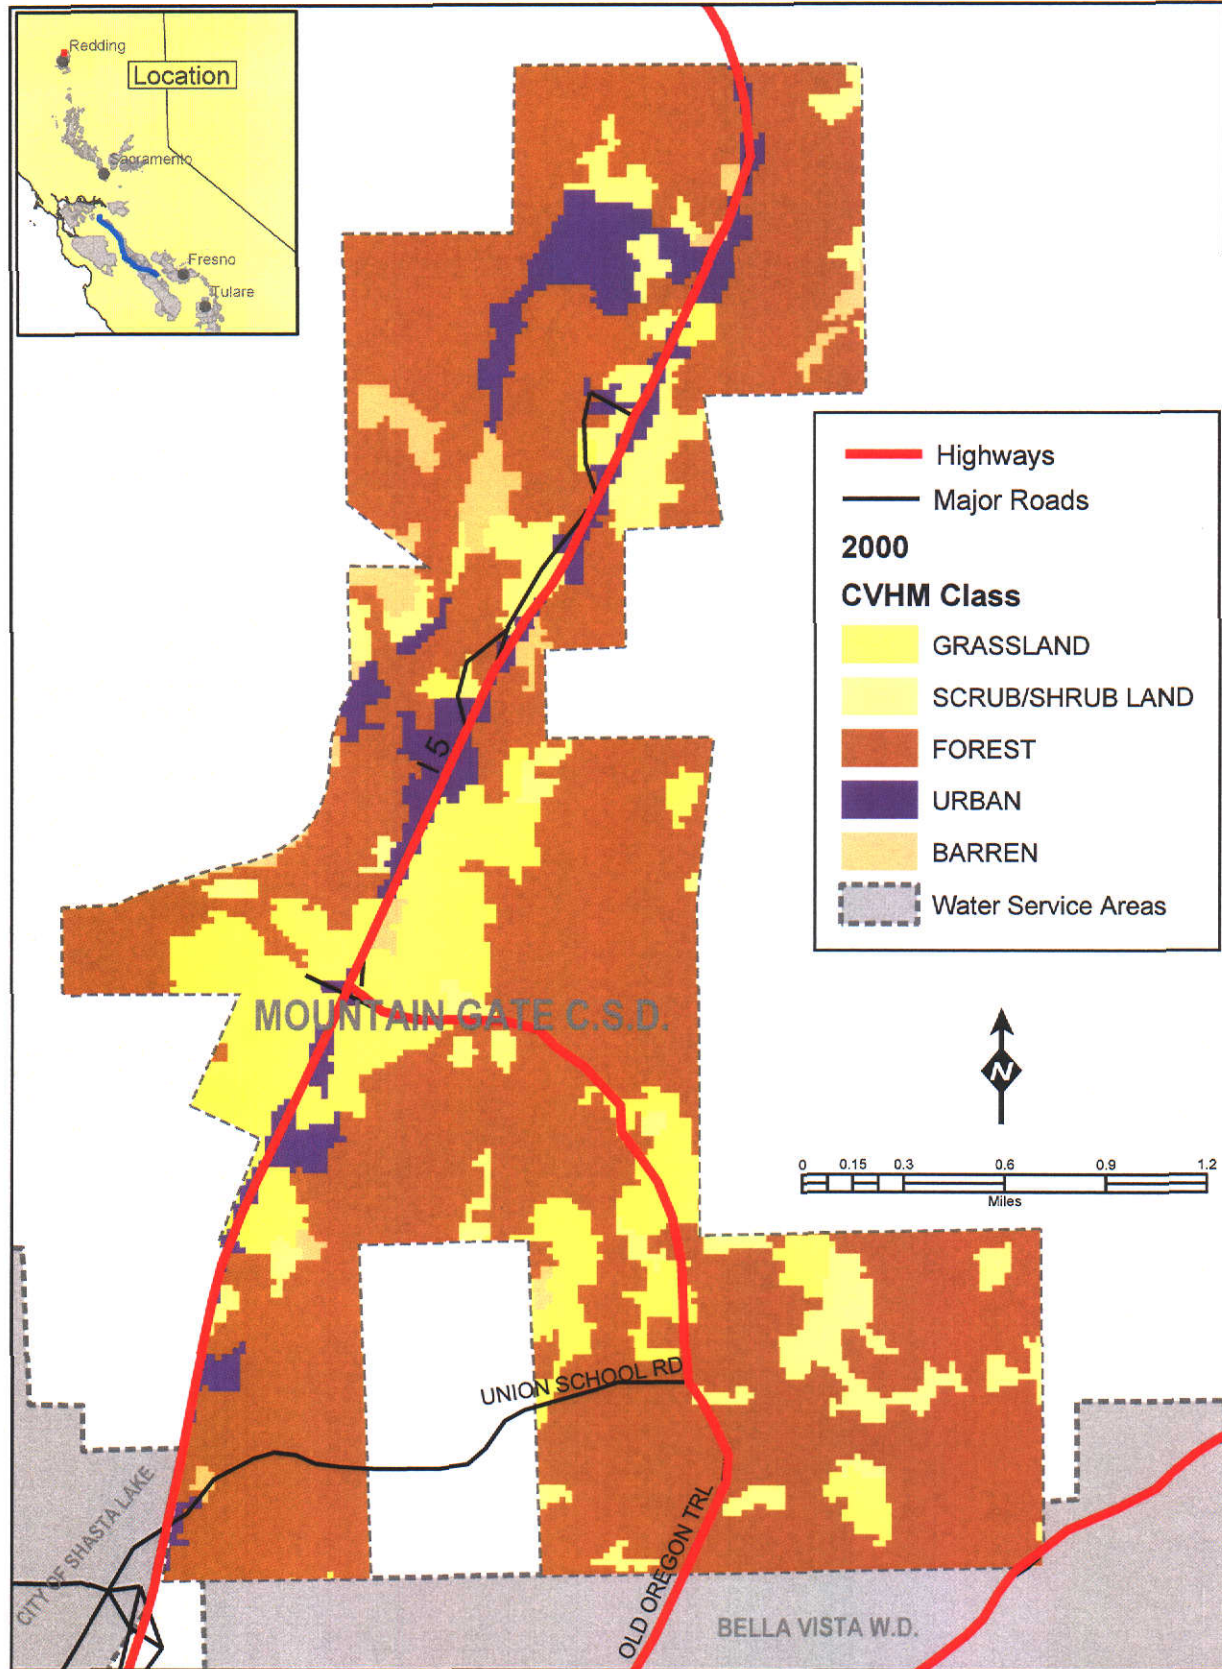 Redding
Location
Sacramento
Fresno
Tulare
Highways
Major Roads
2000
CVHM Class
GRASSLAND
SCRUB/SHRUB LAND
FOREST
URBAN
BARREN
Water Service Areas
I 5
MOUNTAIN GATE C.S.D.
N
0 0.15 0.3 0.6 0.9 1.2
Miles
UNION SCHOOL RD
CITY OF SHASTA LAKE
OLD OREGON TRL
BELLA VISTA W.D.